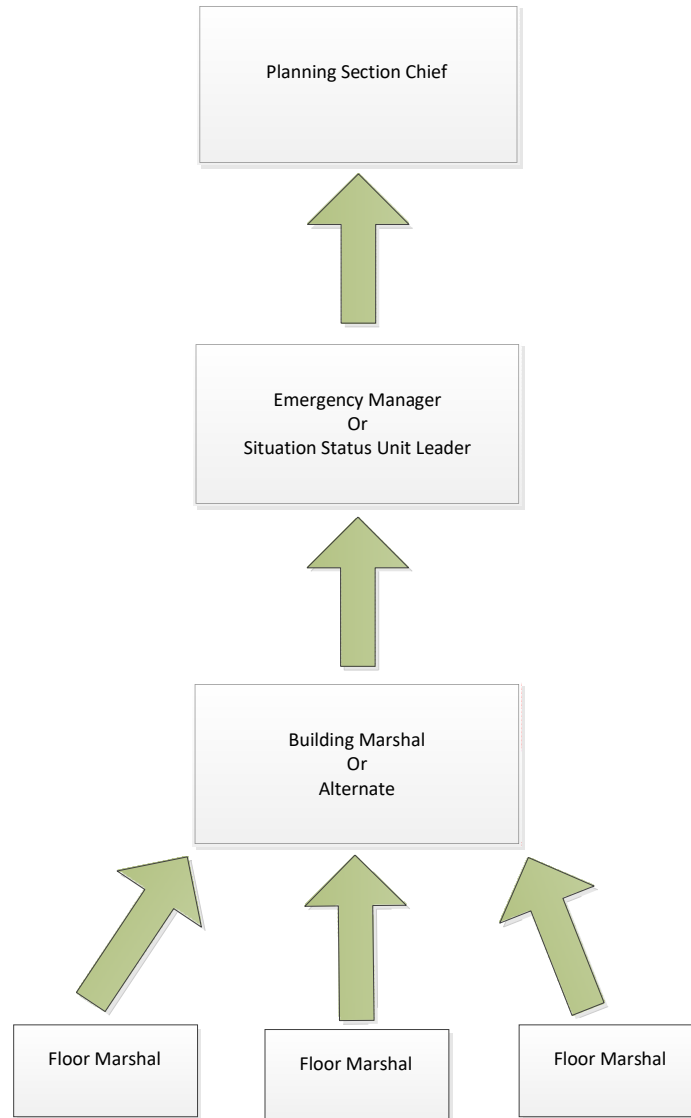 Planning Section Chief
Emergency Manager
Or
Situation Status Unit Leader
Building Marshal
Or
Alternate
Floor Marshal
Floor Marshal
Floor Marshal